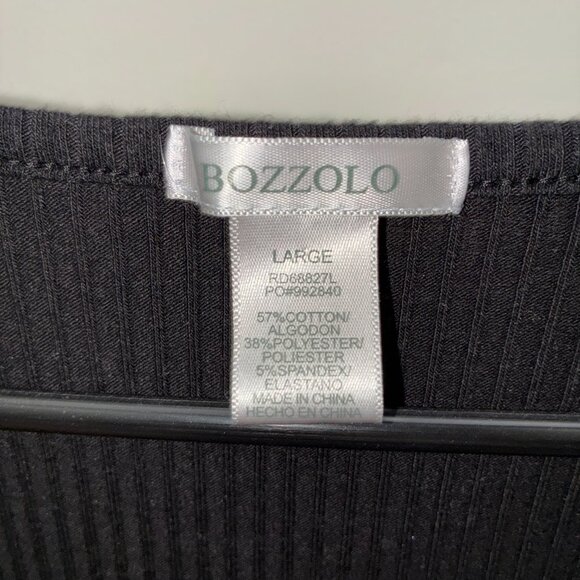 BOZZOLO
LARGE
RD68827L
PO#992840
57%COTTON/
ALGODON
38%POLYESTER/
POLIESTER
5%SPANDEX/
ELASTANO
MADE IN CHINA
HECHO EN CHINA